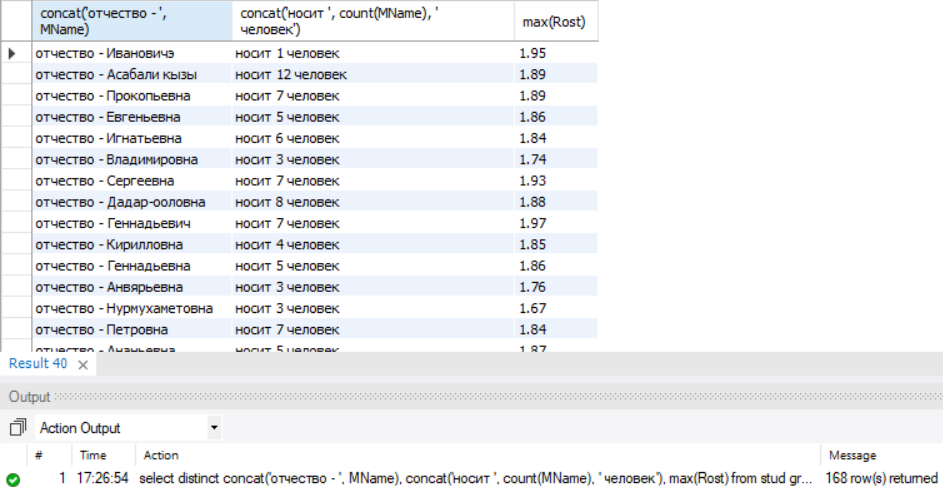 concat('отчество - ', MName) concat('носит ', count(MName), ' человек') max(Rost)
отчество - Ивановичэ носит 1 человек 1.95
отчество - Асабали кызы носит 12 человек 1.89
отчество - Прокопьевна носит 7 человек 1.89
отчество - Евгеньевна носит 5 человек 1.86
отчество - Игнатьевна носит 6 человек 1.84
отчество - Владимировна носит 3 человек 1.74
отчество - Сергеевна носит 7 человек 1.93
отчество - Дадар-ооловна носит 8 человек 1.88
отчество - Геннадьевич носит 7 человек 1.97
отчество - Кирилловна носит 4 человек 1.85
отчество - Геннадьевна носит 5 человек 1.86
отчество - Анвярьевна носит 3 человек 1.76
отчество - Нурмухаметовна носит 3 человек 1.67
отчество - Петровна носит 7 человек 1.84
отчество - Ананьевна носит 5 человек 1.87
Result 40
Output
Action Output
# Time Action Message
1 17:26:54 select distinct concat('отчество - ', MName), concat('носит ', count(MName), ' человек'), max(Rost) from stud gr... 168 row(s) returned